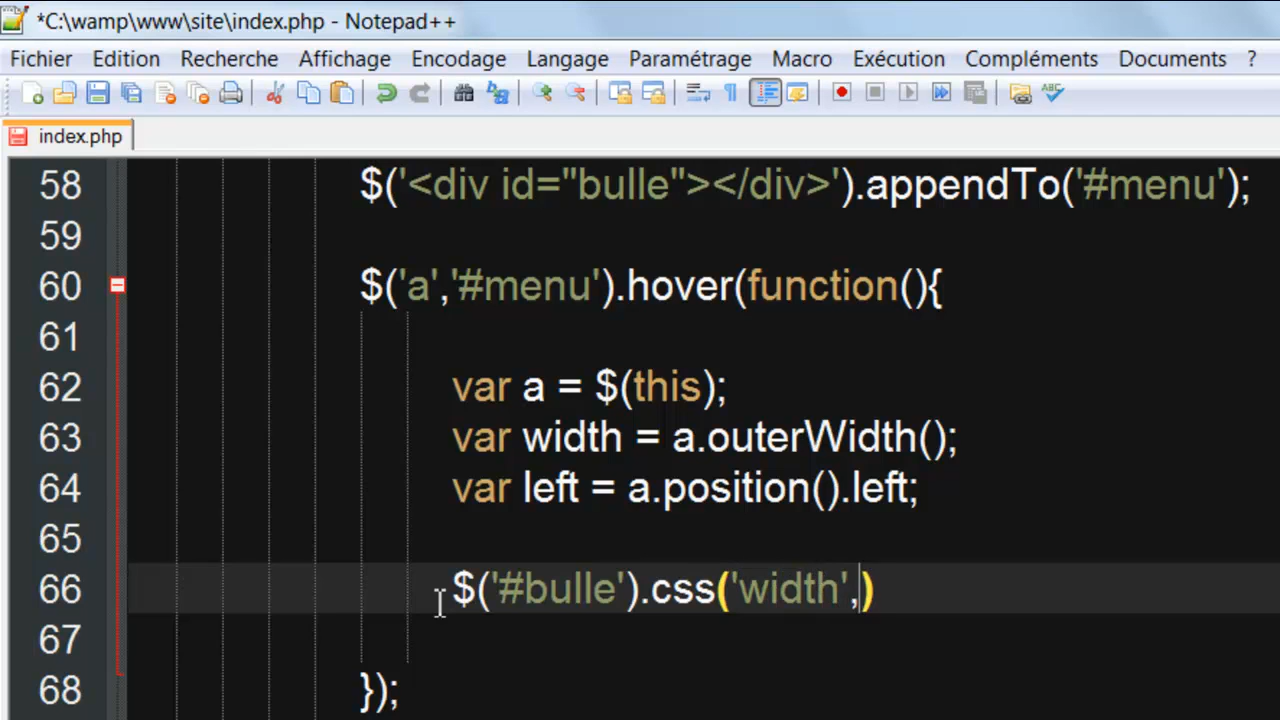 *C:\wamp\www\site\index.php - Notepad++
Fichier Edition Recherche Affichage Encodage Langage Paramétrage Macro Exécution Compléments Documents ?
ABC
index.php
58 $('<div id="bulle"></div>').appendTo('#menu');
59
60 $('a','#menu').hover(function(){
61
62 var a = $(this);
63 var width = a.outerWidth();
64 var left = a.position().left;
65
66 $('#bulle').css('width',)
67
68 });